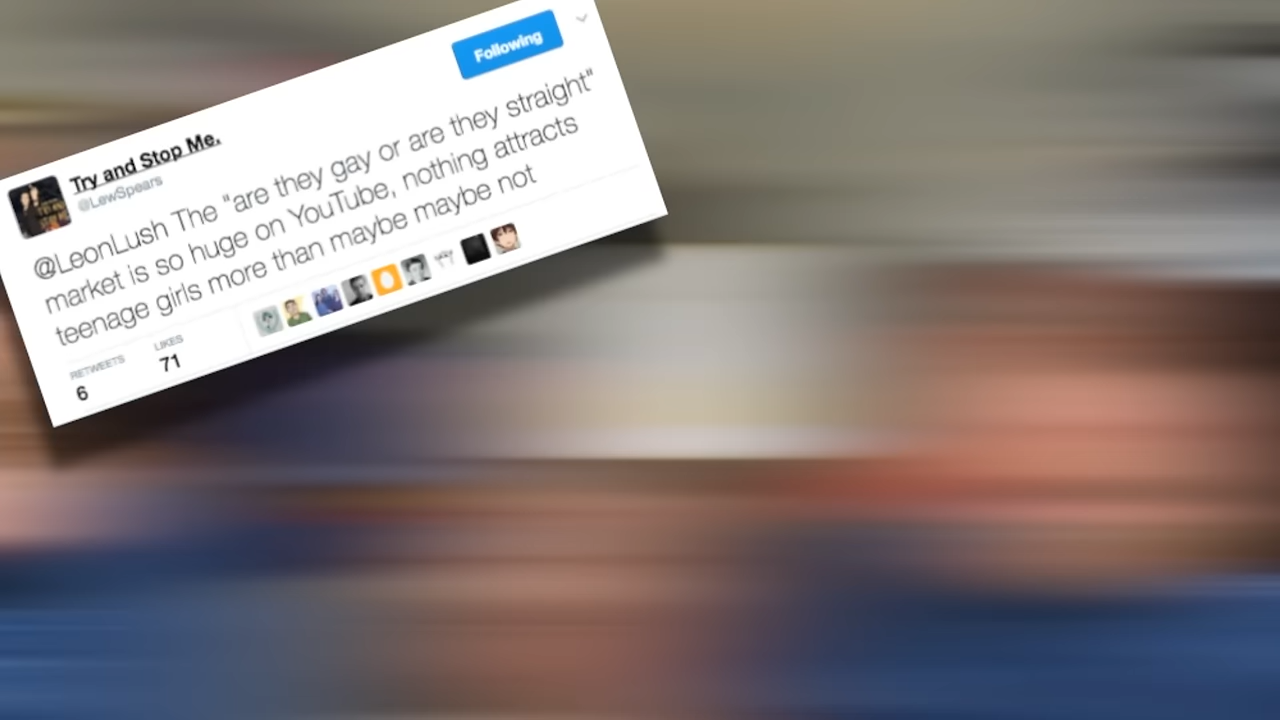 Following
Try and Stop Me.
@LewSpears
@LeonLush The "are they gay or are they straight"
market is so huge on YouTube, nothing attracts
teenage girls more than maybe maybe not
RETWEETS
LIKES
6
71